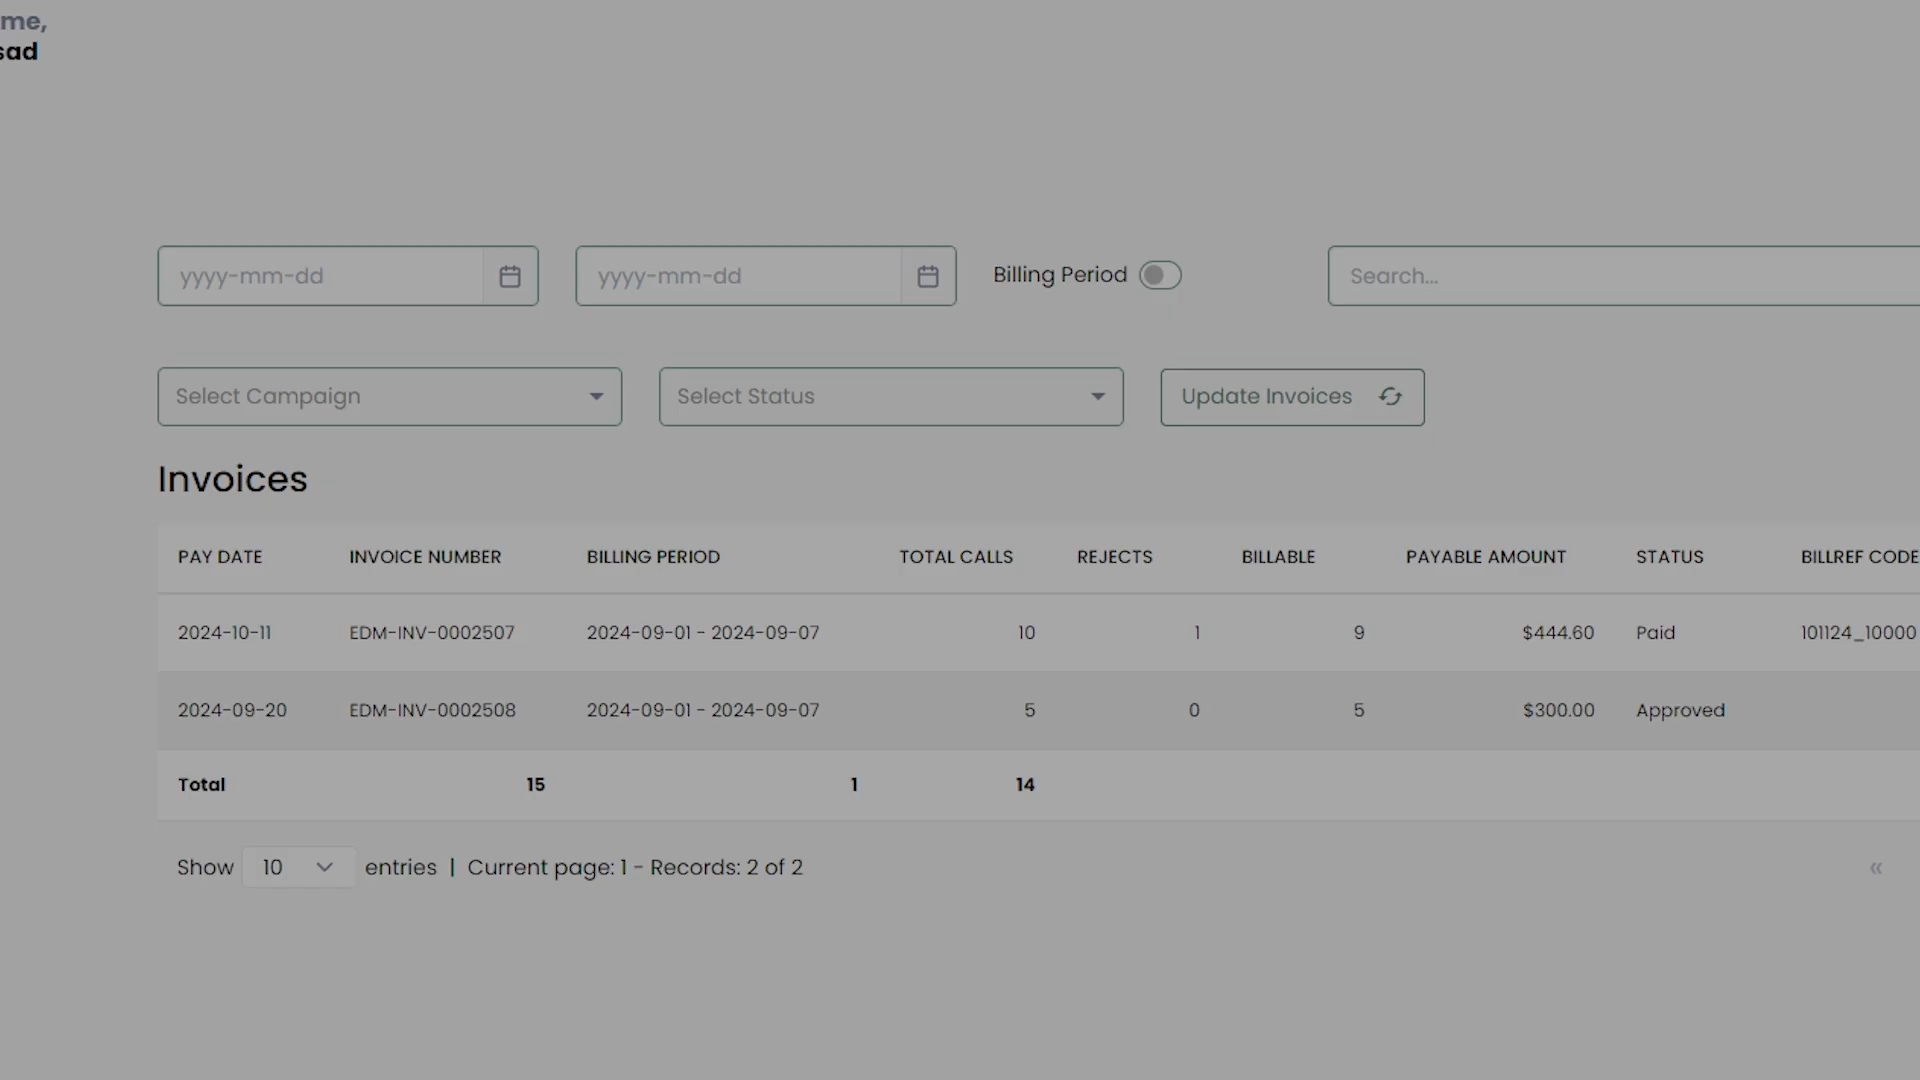 me,
sad
yyyy-mm-dd yyyy-mm-dd Billing Period Search...
Select Campaign Select Status Update Invoices
Invoices
PAY DATE INVOICE NUMBER BILLING PERIOD TOTAL CALLS REJECTS BILLABLE PAYABLE AMOUNT STATUS BILLREF CODE
2024-10-11 EDM-INV-0002507 2024-09-01 - 2024-09-07 10 1 9 $444.60 Paid 101124_10000
2024-09-20 EDM-INV-0002508 2024-09-01 - 2024-09-07 5 0 5 $300.00 Approved
Total 15 1 14
Show 10 entries | Current page: 1 - Records: 2 of 2 «